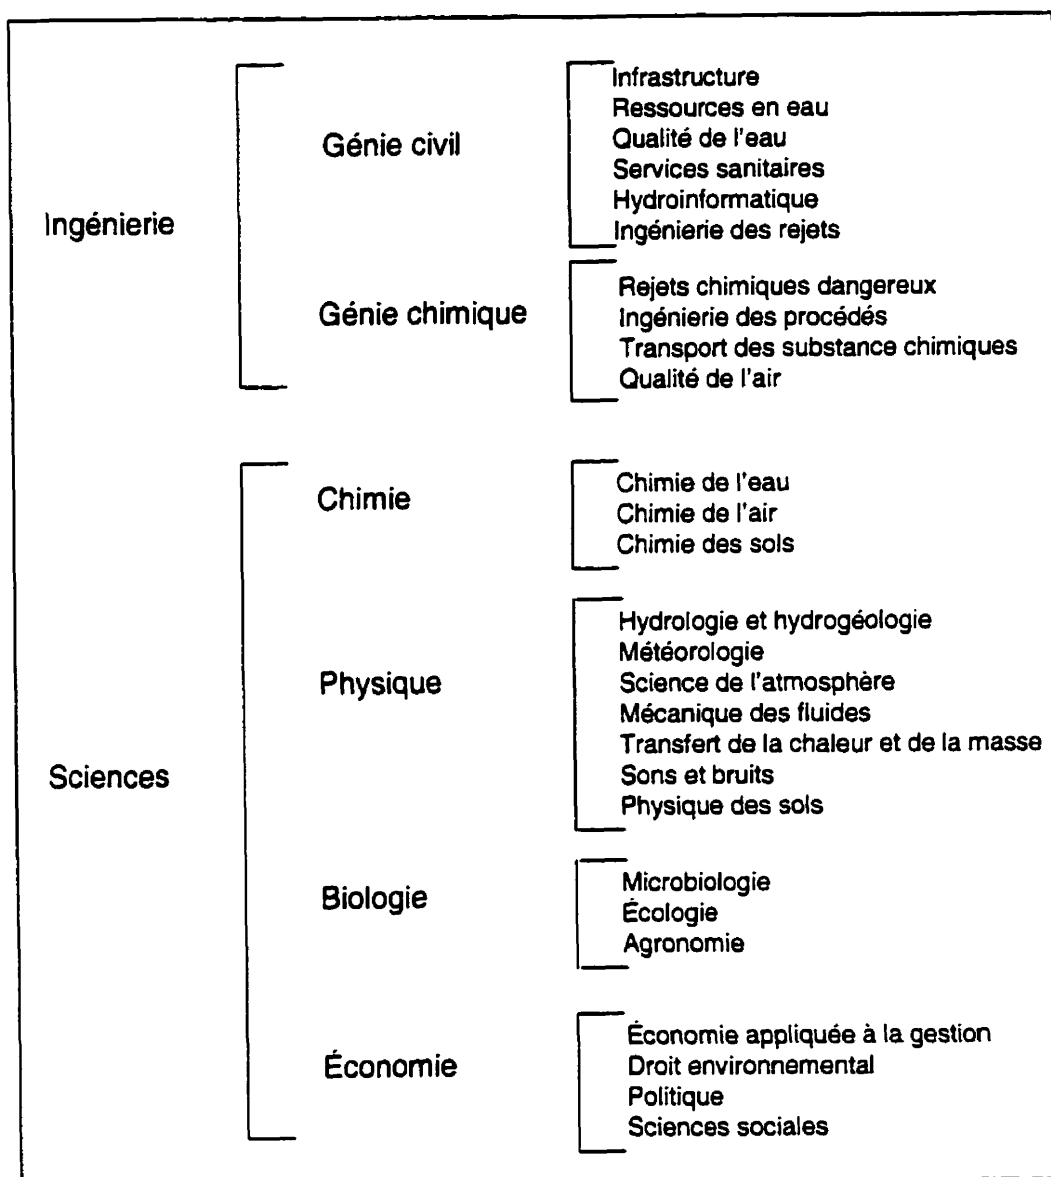 Ingénierie
Génie civil
Infrastructure
Ressources en eau
Qualité de l'eau
Services sanitaires
Hydroinformatique
Ingénierie des rejets
Génie chimique
Rejets chimiques dangereux
Ingénierie des procédés
Transport des substance chimiques
Qualité de l'air
Sciences
Chimie
Chimie de l'eau
Chimie de l'air
Chimie des sols
Physique
Hydrologie et hydrogéologie
Météorologie
Science de l'atmosphère
Mécanique des fluides
Transfert de la chaleur et de la masse
Sons et bruits
Physique des sols
Biologie
Microbiologie
Écologie
Agronomie
Économie
Économie appliquée à la gestion
Droit environnemental
Politique
Sciences sociales